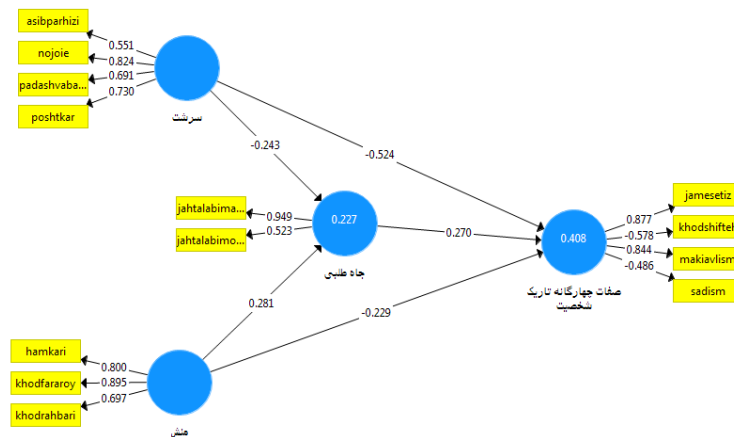 asibparhizi
0.551
nojoie
0.824
padashvaba...
0.691
poshtkar
0.730
سرشت
-0.243
-0.524
jahtalabima...
0.949
jahtalabimo...
0.523
0.227
جاه طلبی
0.270
0.408
صفات چهارگانه تاریک
شخصیت
jamesetiz
0.877
khodshifteh
-0.578
makiavlism
0.844
sadism
-0.486
0.281
-0.229
hamkari
0.800
khodfararoy
0.895
khodrahbari
0.697
منش